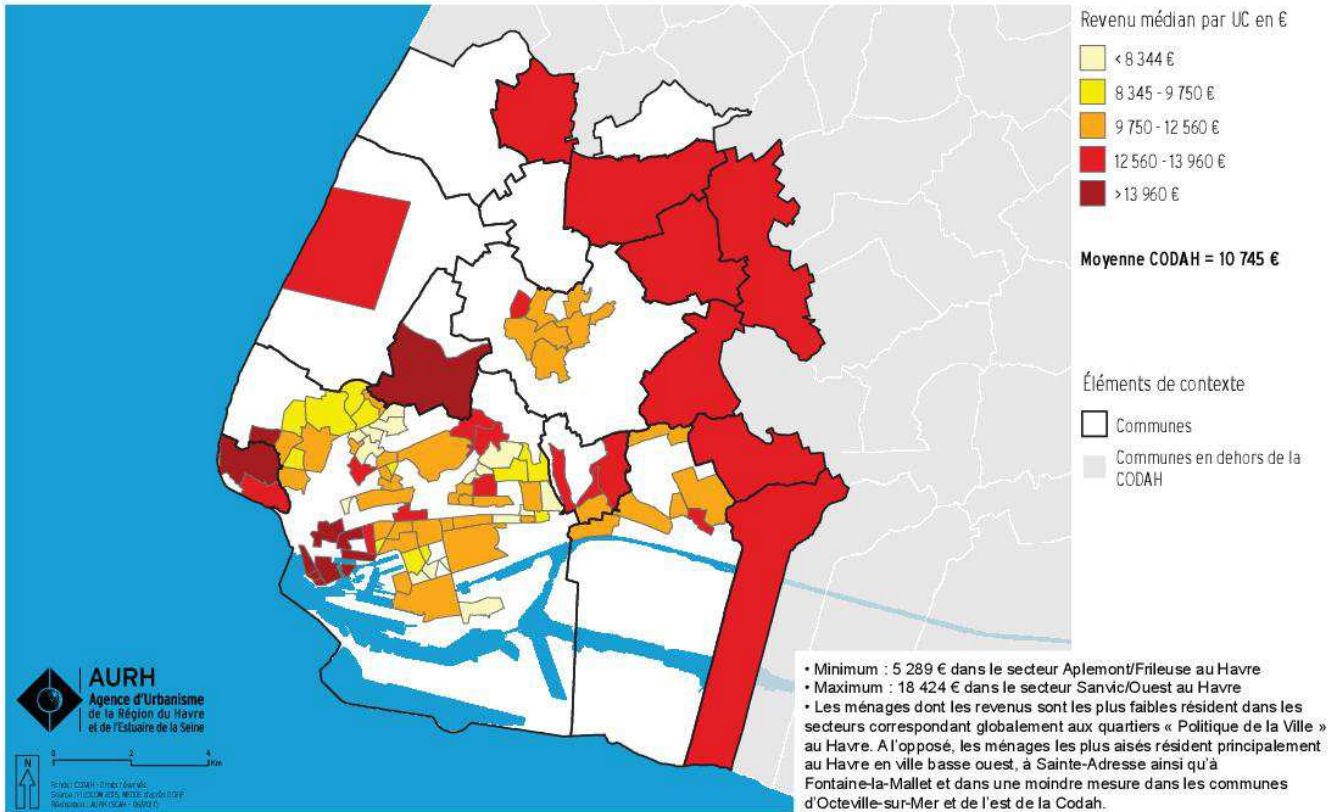 Revenu médian par UC en €
< 8 344 €
8 345 - 9 750 €
9 750 - 12 560 €
12 560 - 13 960 €
> 13 960 €
Moyenne CODAH = 10 745 €
Éléments de contexte
Communes
Communes en dehors de la
CODAH
• Minimum : 5 289 € dans le secteur Aplemont/Frileuse au Havre
• Maximum : 18 424 € dans le secteur Sanvic/Ouest au Havre
• Les ménages dont les revenus sont les plus faibles résident dans les
secteurs correspondant globalement aux quartiers « Politique de la Ville »
au Havre. A l'opposé, les ménages les plus aisés résident principalement
au Havre en ville basse ouest, à Sainte-Adresse ainsi qu'à
Fontaine-la-Mallet et dans une moindre mesure dans les communes
d'Octeville-sur-Mer et de l'est de la Codah.
AURH
Agence d'Urbanisme
de la Région du Havre
et de l'Estuaire de la Seine
0 2 4
Km
N